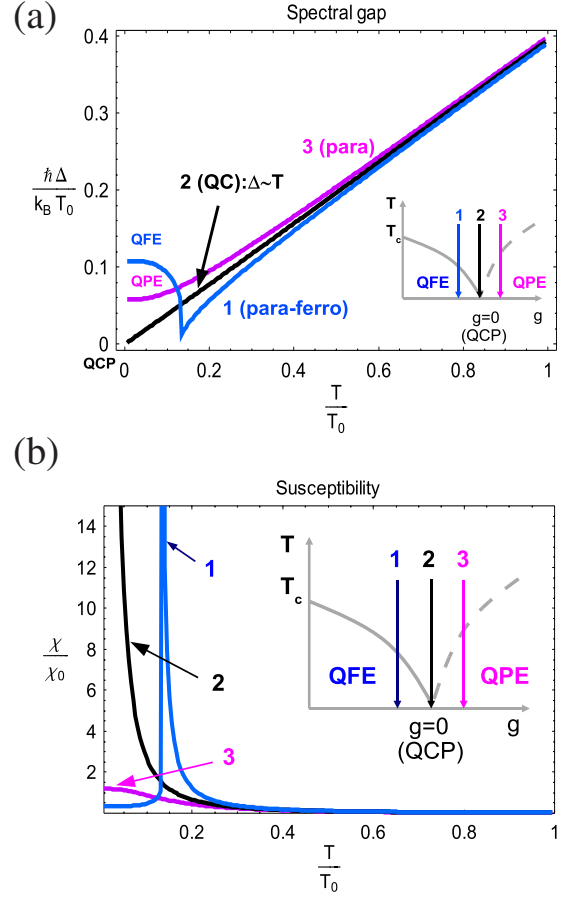 (a)
Spectral gap
0.4
0.3
0.2
0.1
0
ħ Δ
k_B T_0
3 (para)
2 (QC):Δ~T
QFE
QPE
1 (para-ferro)
QCP
T
T_c
1 2 3
QFE
QPE
g=0
(QCP)
g
0 0.2 0.4 0.6 0.8 1
T
T_0
(b)
Susceptibility
14
12
10
8
6
4
2
χ
χ_0
1
2
3
T
T_c
1 2 3
QFE
QPE
g=0
(QCP)
g
0.2 0.4 0.6 0.8 1
T
T_0